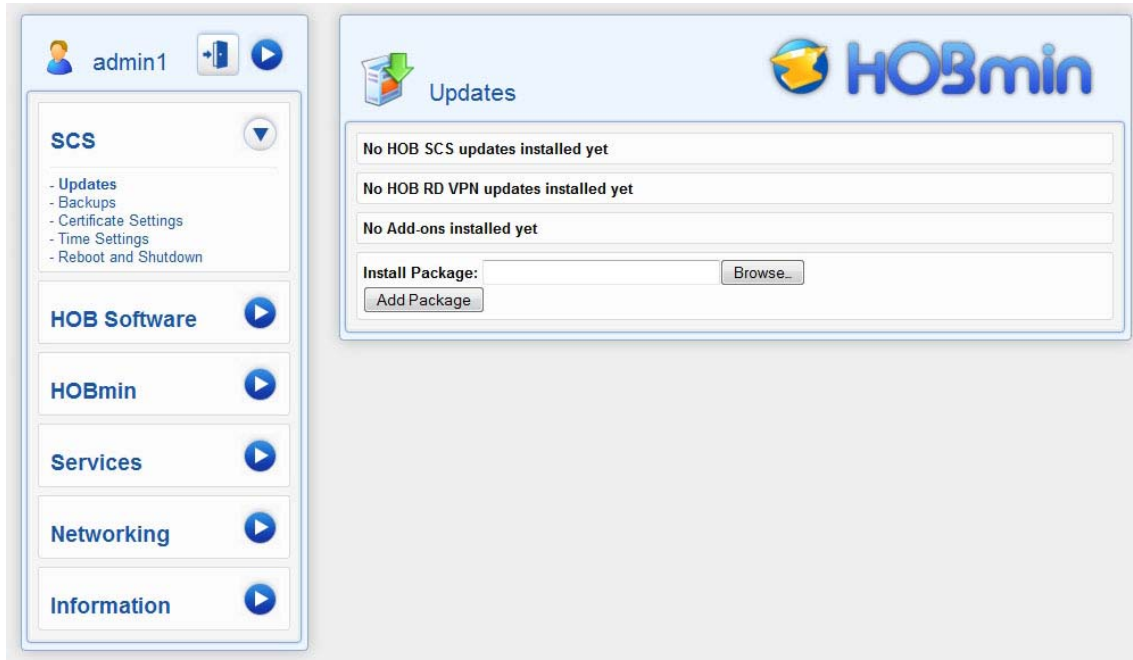 admin1
SCS
- Updates
- Backups
- Certificate Settings
- Time Settings
- Reboot and Shutdown
HOB Software
HOBmin
Services
Networking
Information
Updates
HOBmin
No HOB SCS updates installed yet
No HOB RD VPN updates installed yet
No Add-ons installed yet
Install Package: Browse...
Add Package